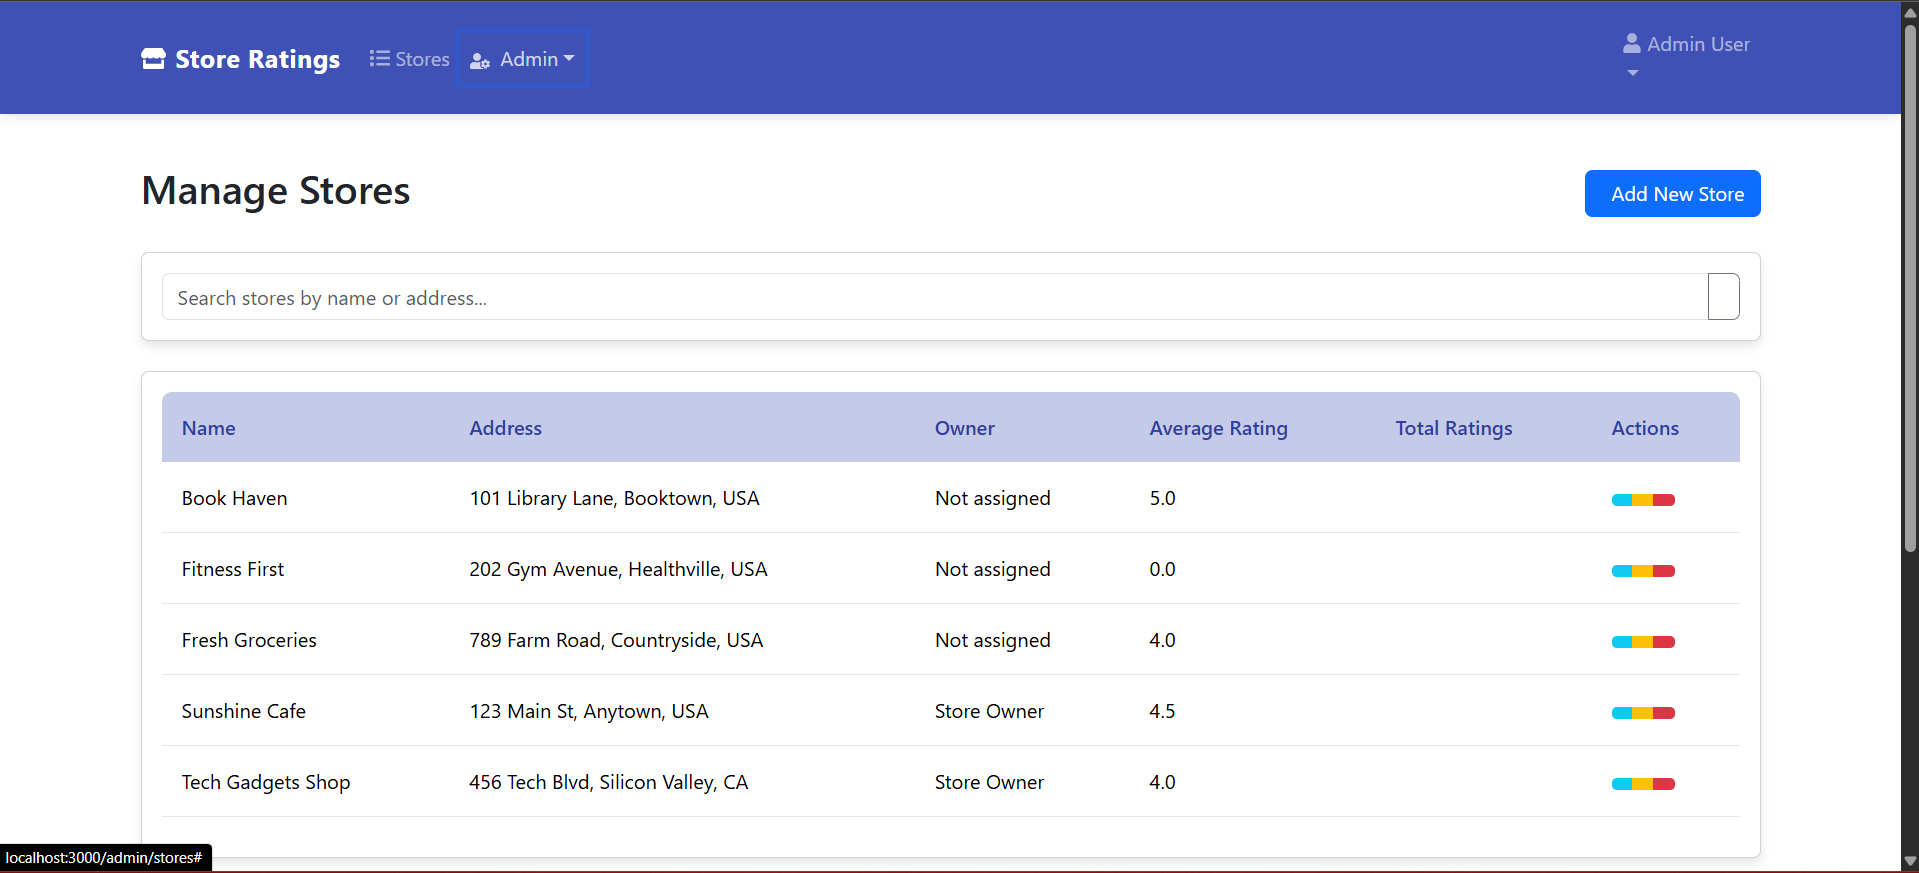 Store Ratings Stores Admin Admin User
Manage Stores Add New Store
Search stores by name or address...
Name Address Owner Average Rating Total Ratings Actions
Book Haven 101 Library Lane, Booktown, USA Not assigned 5.0
Fitness First 202 Gym Avenue, Healthville, USA Not assigned 0.0
Fresh Groceries 789 Farm Road, Countryside, USA Not assigned 4.0
Sunshine Cafe 123 Main St, Anytown, USA Store Owner 4.5
Tech Gadgets Shop 456 Tech Blvd, Silicon Valley, CA Store Owner 4.0
localhost:3000/admin/stores#